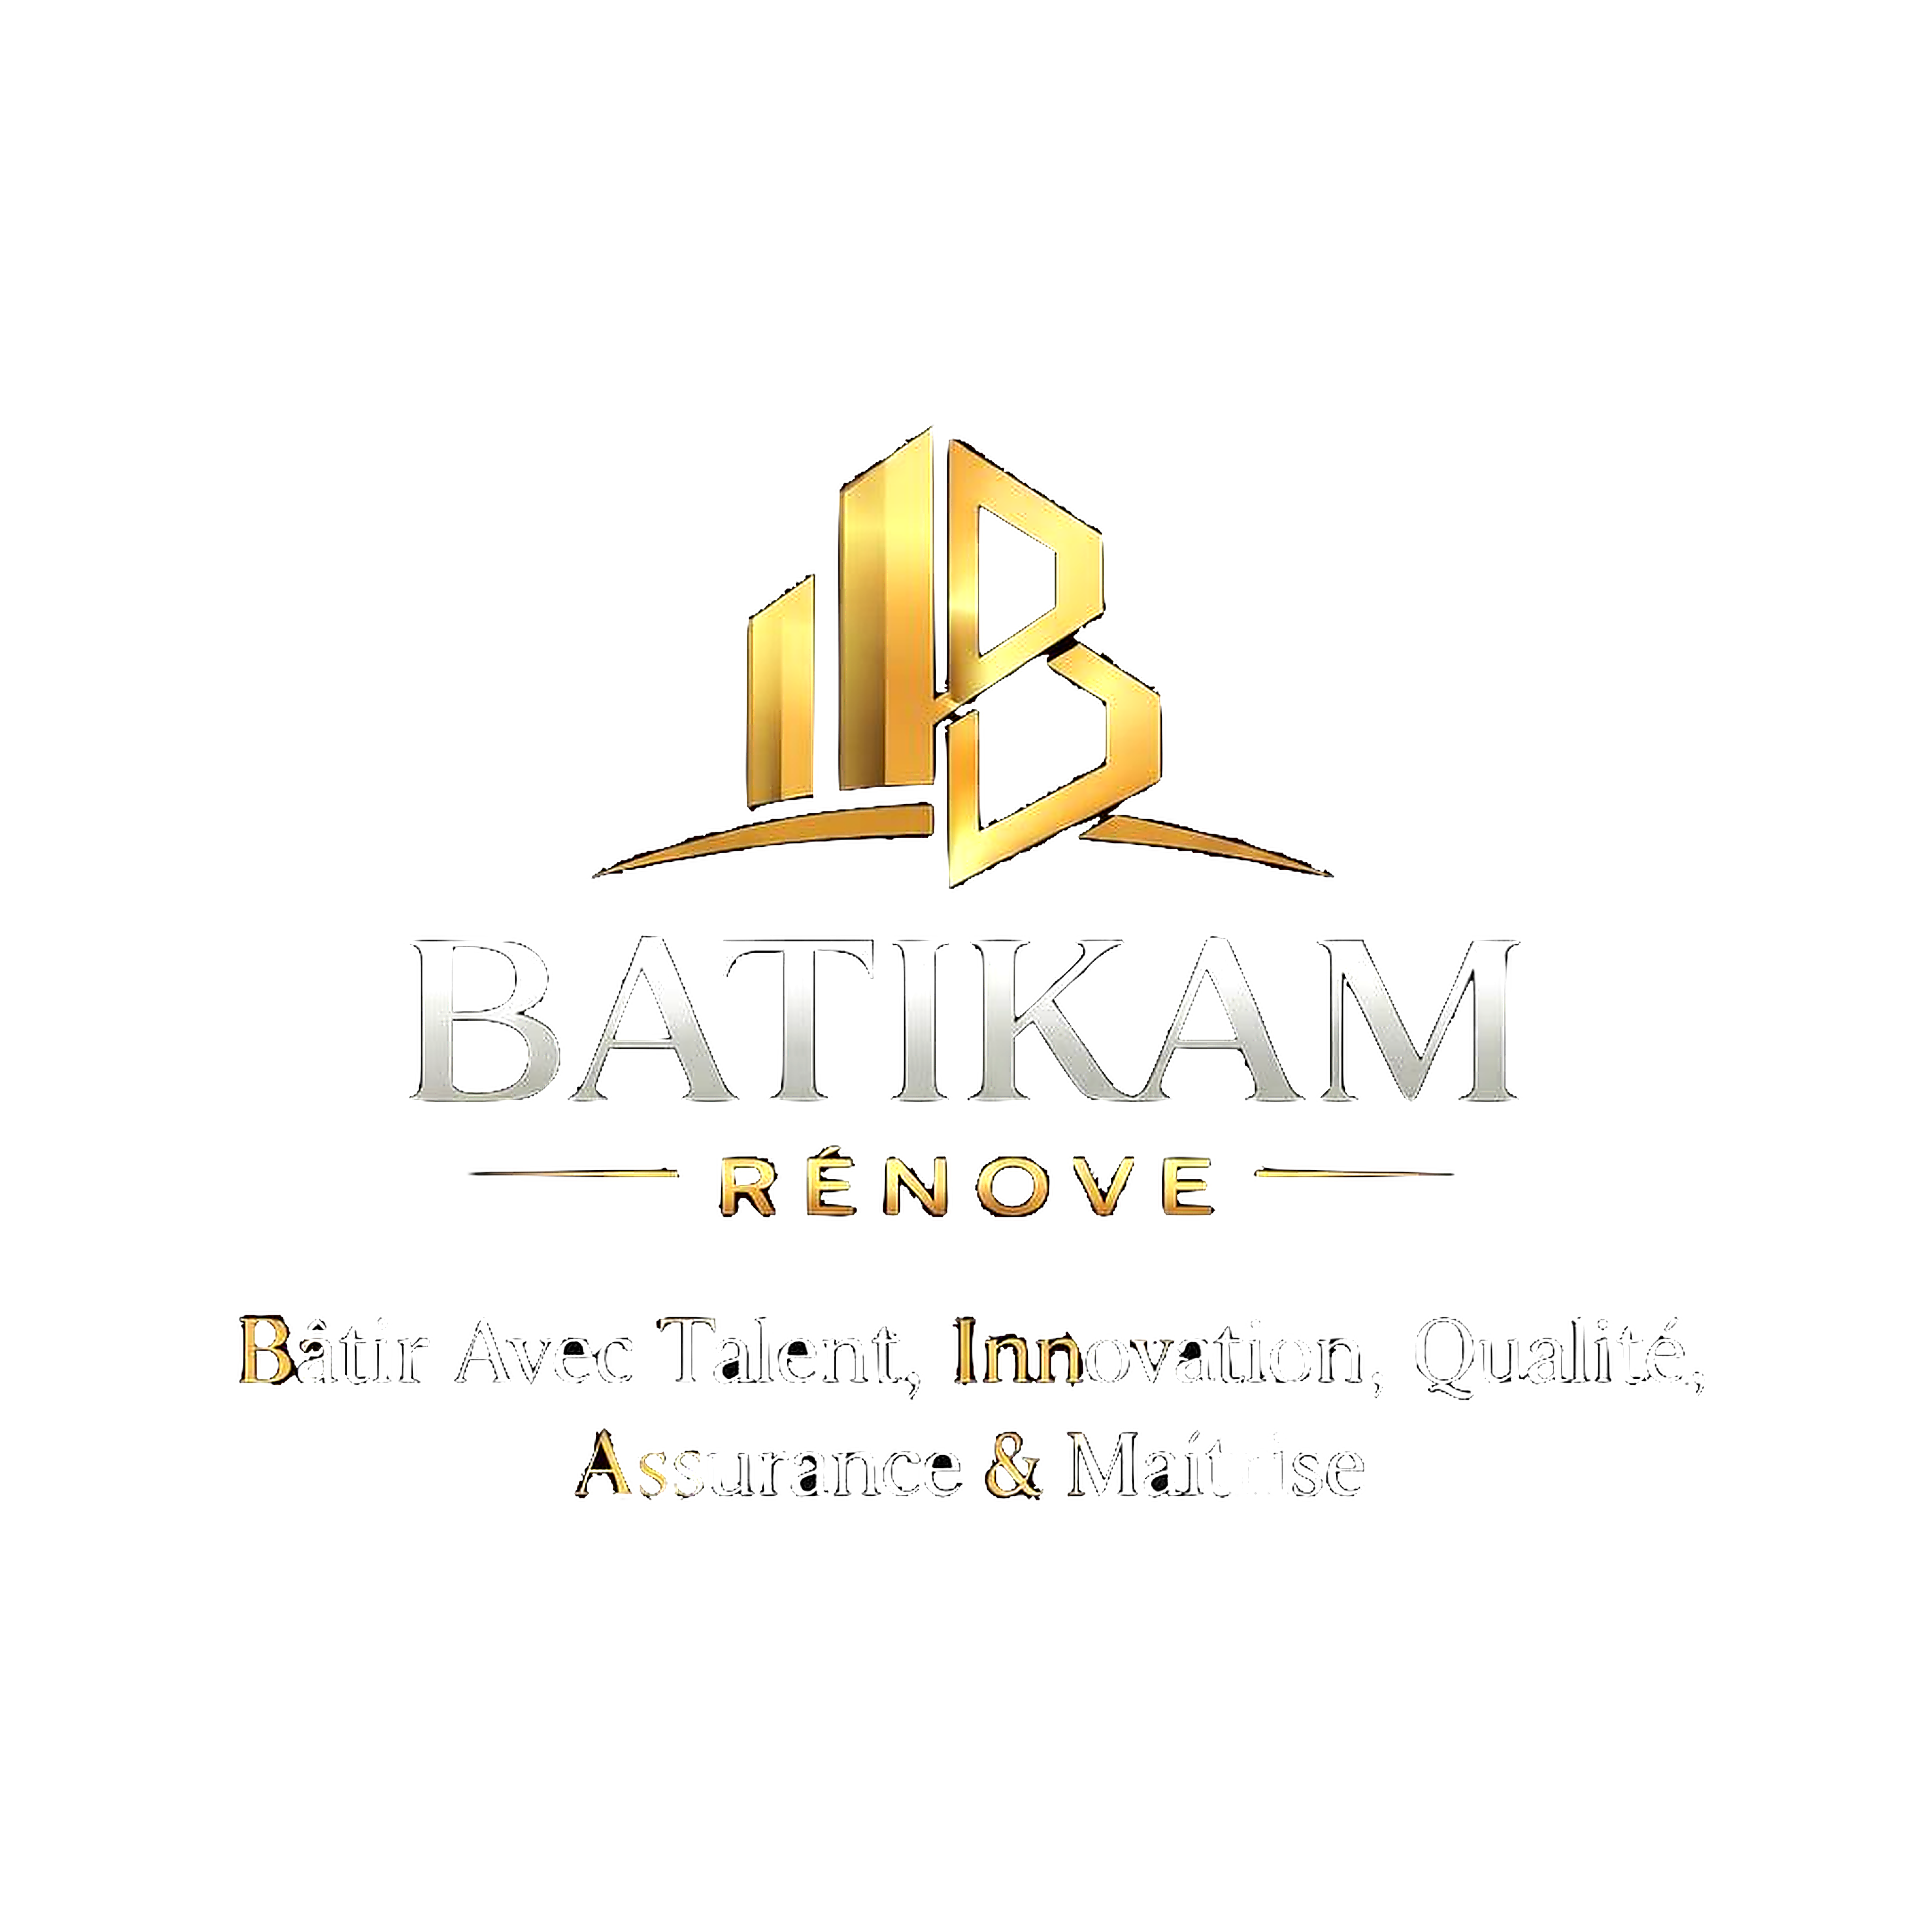 BATIKAM
RÉNOVE
Bâtir Avec Talent, Innovation, Qualité,
Assurance & Maîtrise